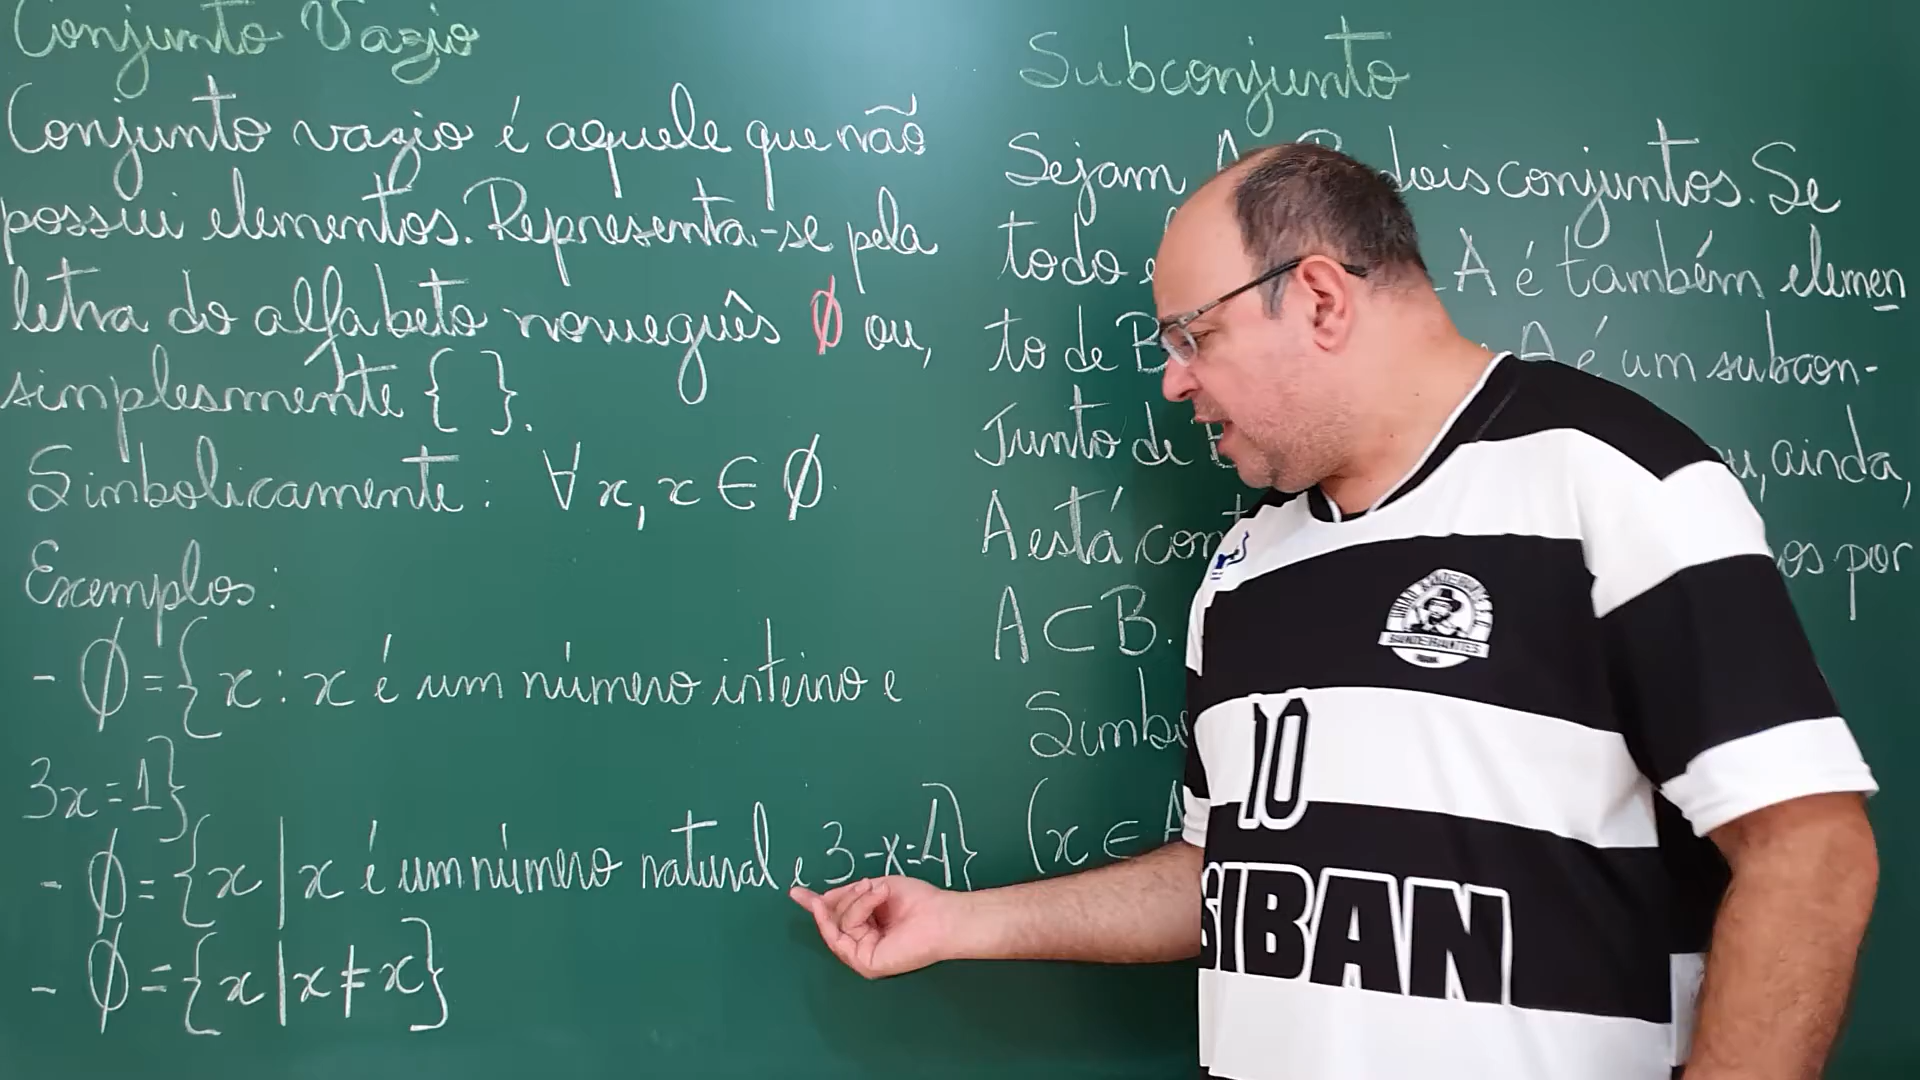 Conjunto Vazio
Conjunto vazio é aquele que não
possui elementos. Representa-se pela
letra do alfabeto norueguês Ø ou,
simplesmente { }.
Simbolicamente: ∀x, x ∈ Ø
Exemplos:
- Ø = {x : x é um número inteiro e
3x=1}
- Ø = {x | x é um número natural e 3-x=4}
- Ø = {x | x ≠ x}
Subconjunto
Sejam dois conjuntos. Se
todo A é também elemen
to de B A é um subcon-
junto de ou, ainda,
A está por
A ⊂ B.
(x ∈ A
BANDEIRANTES
10
SIBAN